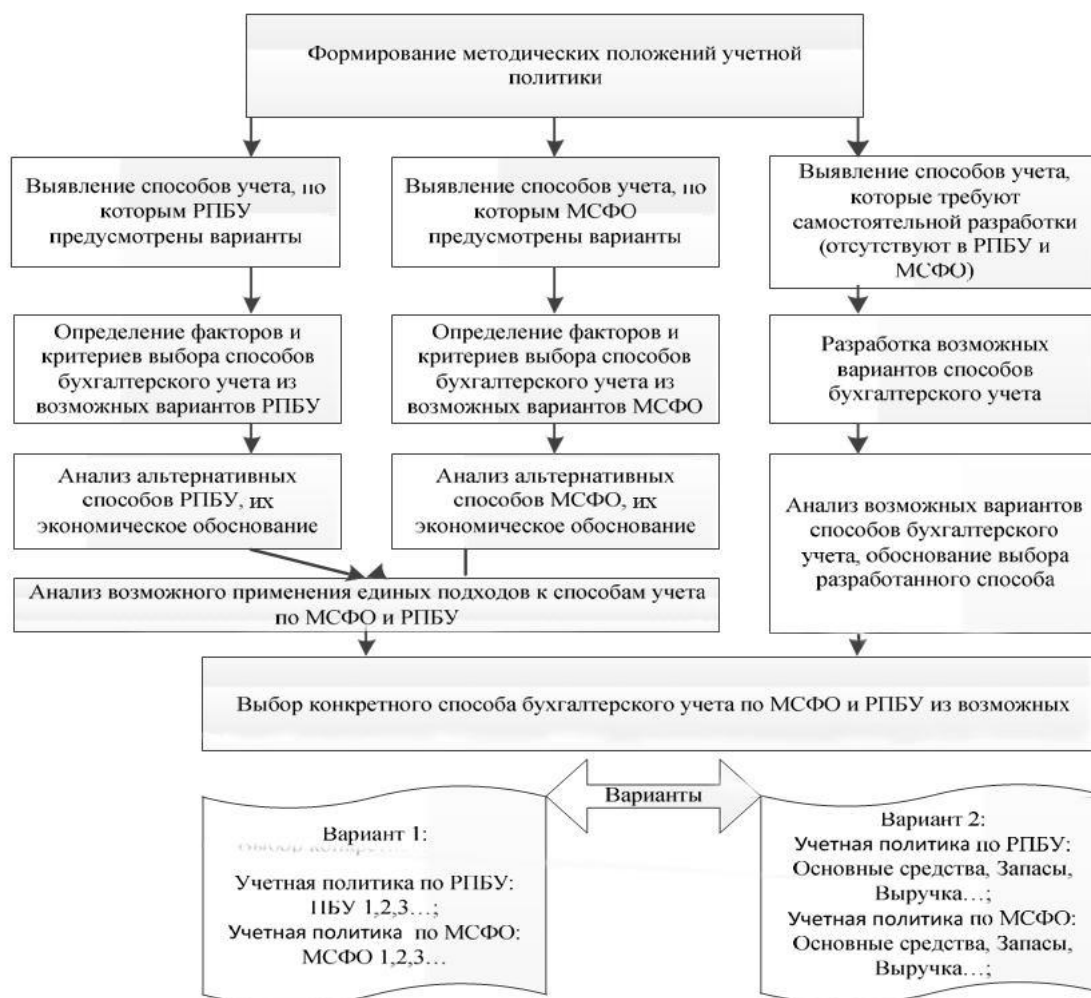 Формирование методических положений учетной
политики
Выявление способов учета, по
которым РПБУ
предусмотрены варианты
Выявление способов учета, по
которым МСФО
предусмотрены варианты
Выявление способов учета,
которые требуют
самостоятельной разработки
(отсутствуют в РПБУ и
МСФО)
Определение факторов и
критериев выбора способов
бухгалтерского учета из
возможных вариантов РПБУ
Определение факторов и
критериев выбора способов
бухгалтерского учета из
возможных вариантов МСФО
Разработка возможных
вариантов способов
бухгалтерского учета
Анализ альтернативных
способов РПБУ, их
экономическое обоснование
Анализ альтернативных
способов МСФО, их
экономическое обоснование
Анализ возможных вариантов
способов бухгалтерского
учета, обоснование выбора
разработанного способа
Анализ возможного применения единых подходов к способам учета
по МСФО и РПБУ
Выбор конкретного способа бухгалтерского учета по МСФО и РПБУ из возможных
Варианты
Вариант 1:
Учетная политика по РПБУ:
ПБУ 1,2,3…;
Учетная политика по МСФО:
МСФО 1,2,3…
Вариант 2:
Учетная политика по РПБУ:
Основные средства, Запасы,
Выручка…;
Учетная политика по МСФО:
Основные средства, Запасы,
Выручка…;